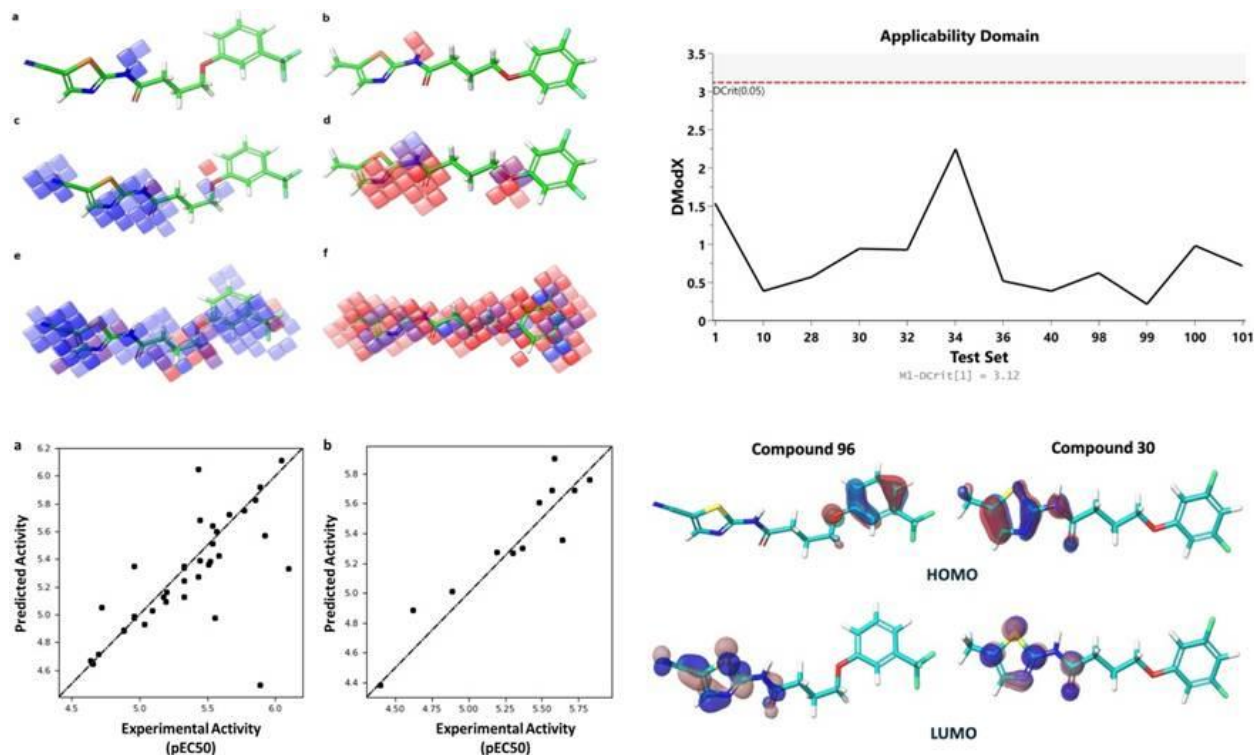 a
b
c
d
e
f
Applicability Domain
3.5
DCrit(0.05)
3
2.5
2
1.5
1
0.5
0
DModX
1 10 28 30 32 34 36 40 98 99 100 101
Test Set
M1-DCrit[1] = 3.12
a
6.2
6.0
5.8
5.6
5.4
5.2
5.0
4.8
4.6
Predicted Activity
4.5 5.0 5.5 6.0
Experimental Activity
(pEC50)
b
5.8
5.6
5.4
5.2
5.0
4.8
4.6
4.4
Predicted Activity
4.50 4.75 5.00 5.25 5.50 5.75
Experimental Activity
(pEC50)
Compound 96 Compound 30
HOMO
LUMO